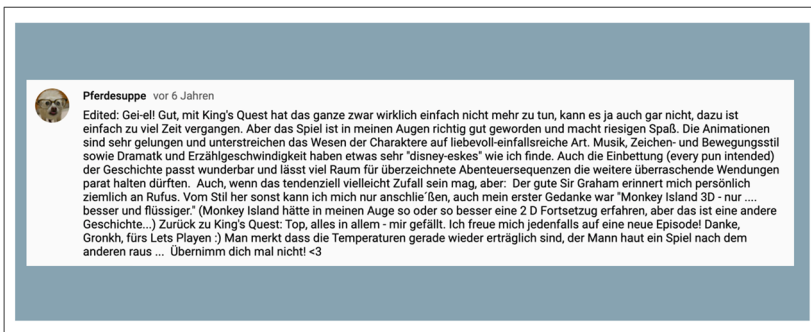 Pferdesuppe vor 6 Jahren
Edited: Gei-el! Gut, mit King's Quest hat das ganze zwar wirklich einfach nicht mehr zu tun, kann es ja auch gar nicht, dazu ist
einfach zu viel Zeit vergangen. Aber das Spiel ist in meinen Augen richtig gut geworden und macht riesigen Spaß. Die Animationen
sind sehr gelungen und unterstreichen das Wesen der Charaktere auf liebevoll-einfallsreiche Art. Musik, Zeichen- und Bewegungsstil
sowie Dramatk und Erzählgeschwindigkeit haben etwas sehr "disney-eskes" wie ich finde. Auch die Einbettung (every pun intended)
der Geschichte passt wunderbar und lässt viel Raum für überzeichnete Abenteuersequenzen die weitere überraschende Wendungen
parat halten dürften.  Auch, wenn das tendenziell vielleicht Zufall sein mag, aber:  Der gute Sir Graham erinnert mich persönlich
ziemlich an Rufus. Vom Stil her sonst kann ich mich nur anschlie´ßen, auch mein erster Gedanke war "Monkey Island 3D - nur ....
besser und flüssiger." (Monkey Island hätte in meinen Auge so oder so besser eine 2 D Fortsetzug erfahren, aber das ist eine andere
Geschichte...) Zurück zu King's Quest: Top, alles in allem - mir gefällt. Ich freue mich jedenfalls auf eine neue Episode! Danke,
Gronkh, fürs Lets Playen :) Man merkt dass die Temperaturen gerade wieder erträglich sind, der Mann haut ein Spiel nach dem
anderen raus ...  Übernimm dich mal nicht! <3